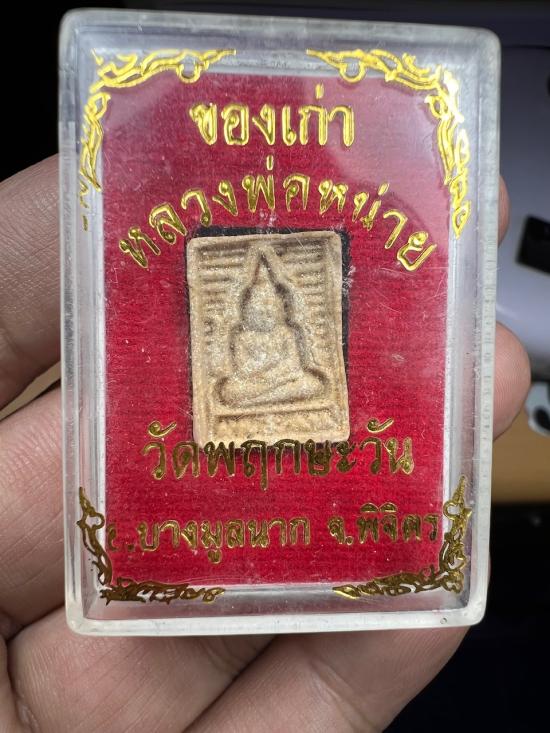 ของเก่า
หลวงพ่อหน่าย
วัดพฤกษะวัน
อ.บางมูลนาก จ.พิจิตร